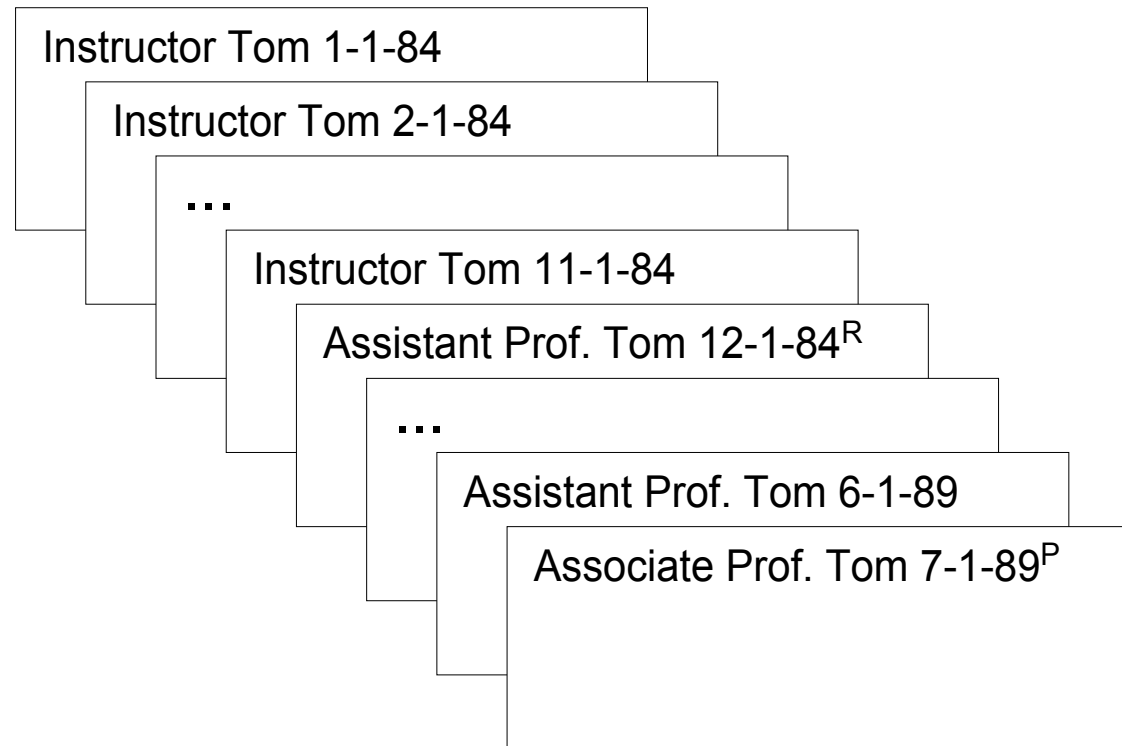 Instructor Tom 1-1-84
Instructor Tom 2-1-84
...
Instructor Tom 11-1-84
Assistant Prof. Tom 12-1-84ᴿ
...
Assistant Prof. Tom 6-1-89
Associate Prof. Tom 7-1-89ᴾ